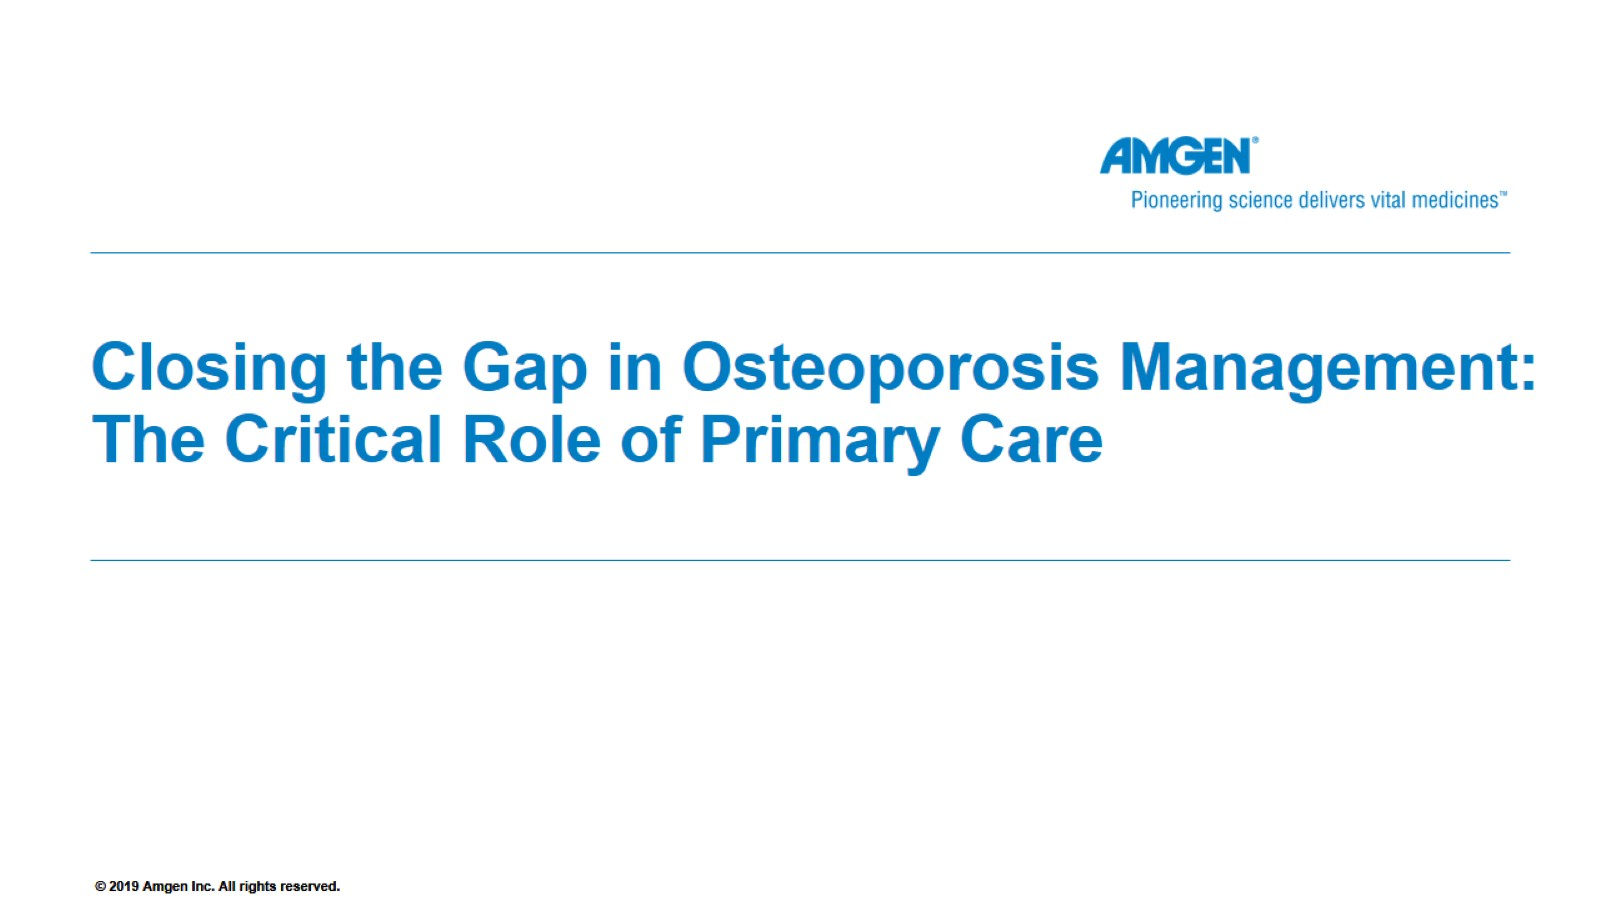 AMGEN®
Pioneering science delivers vital medicines™
Closing the Gap in Osteoporosis Management:
The Critical Role of Primary Care
© 2019 Amgen Inc. All rights reserved.